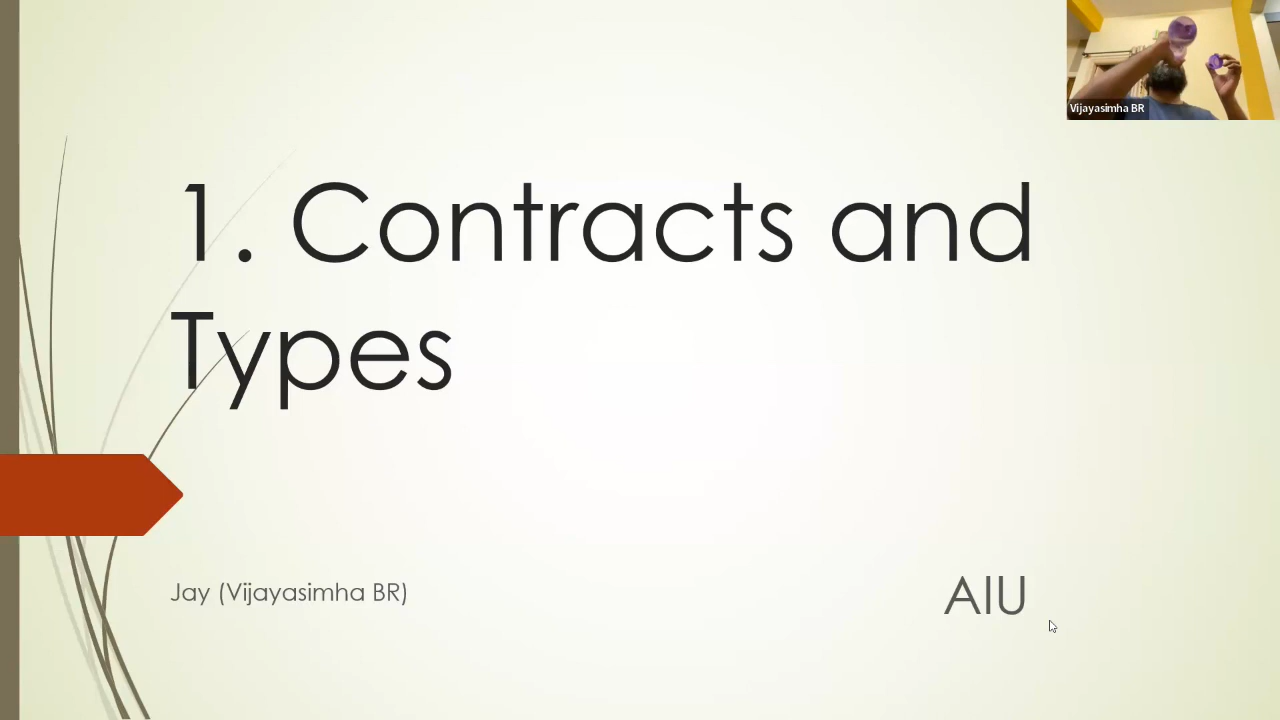 Vijayasimha BR
1. Contracts and
Types
Jay (Vijayasimha BR)
AIU